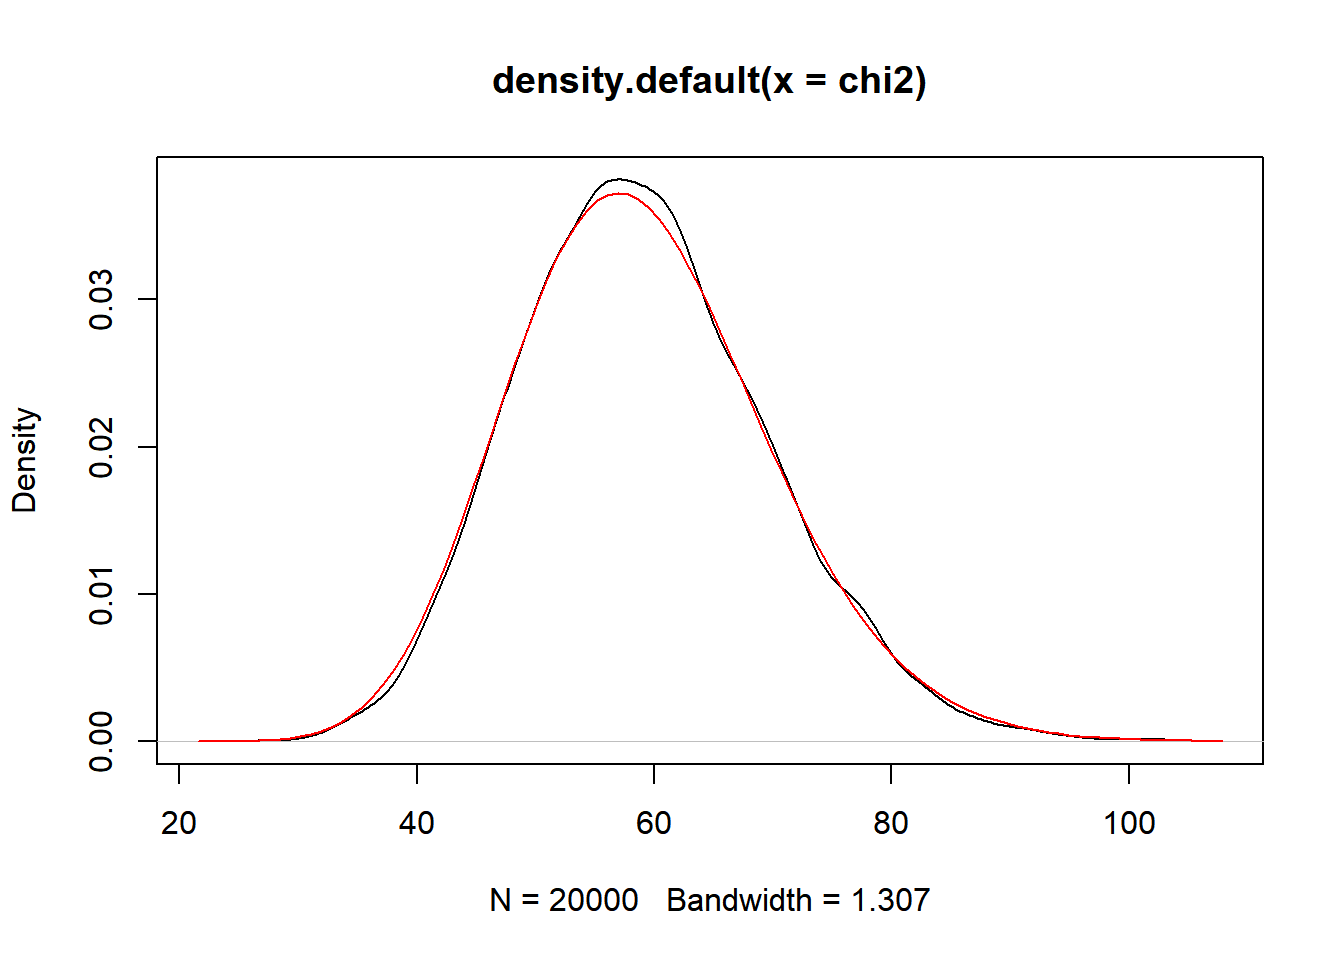 density.default(x = chi2)
Density
0.00
0.01
0.02
0.03
20 40 60 80 100
N = 20000 Bandwidth = 1.307